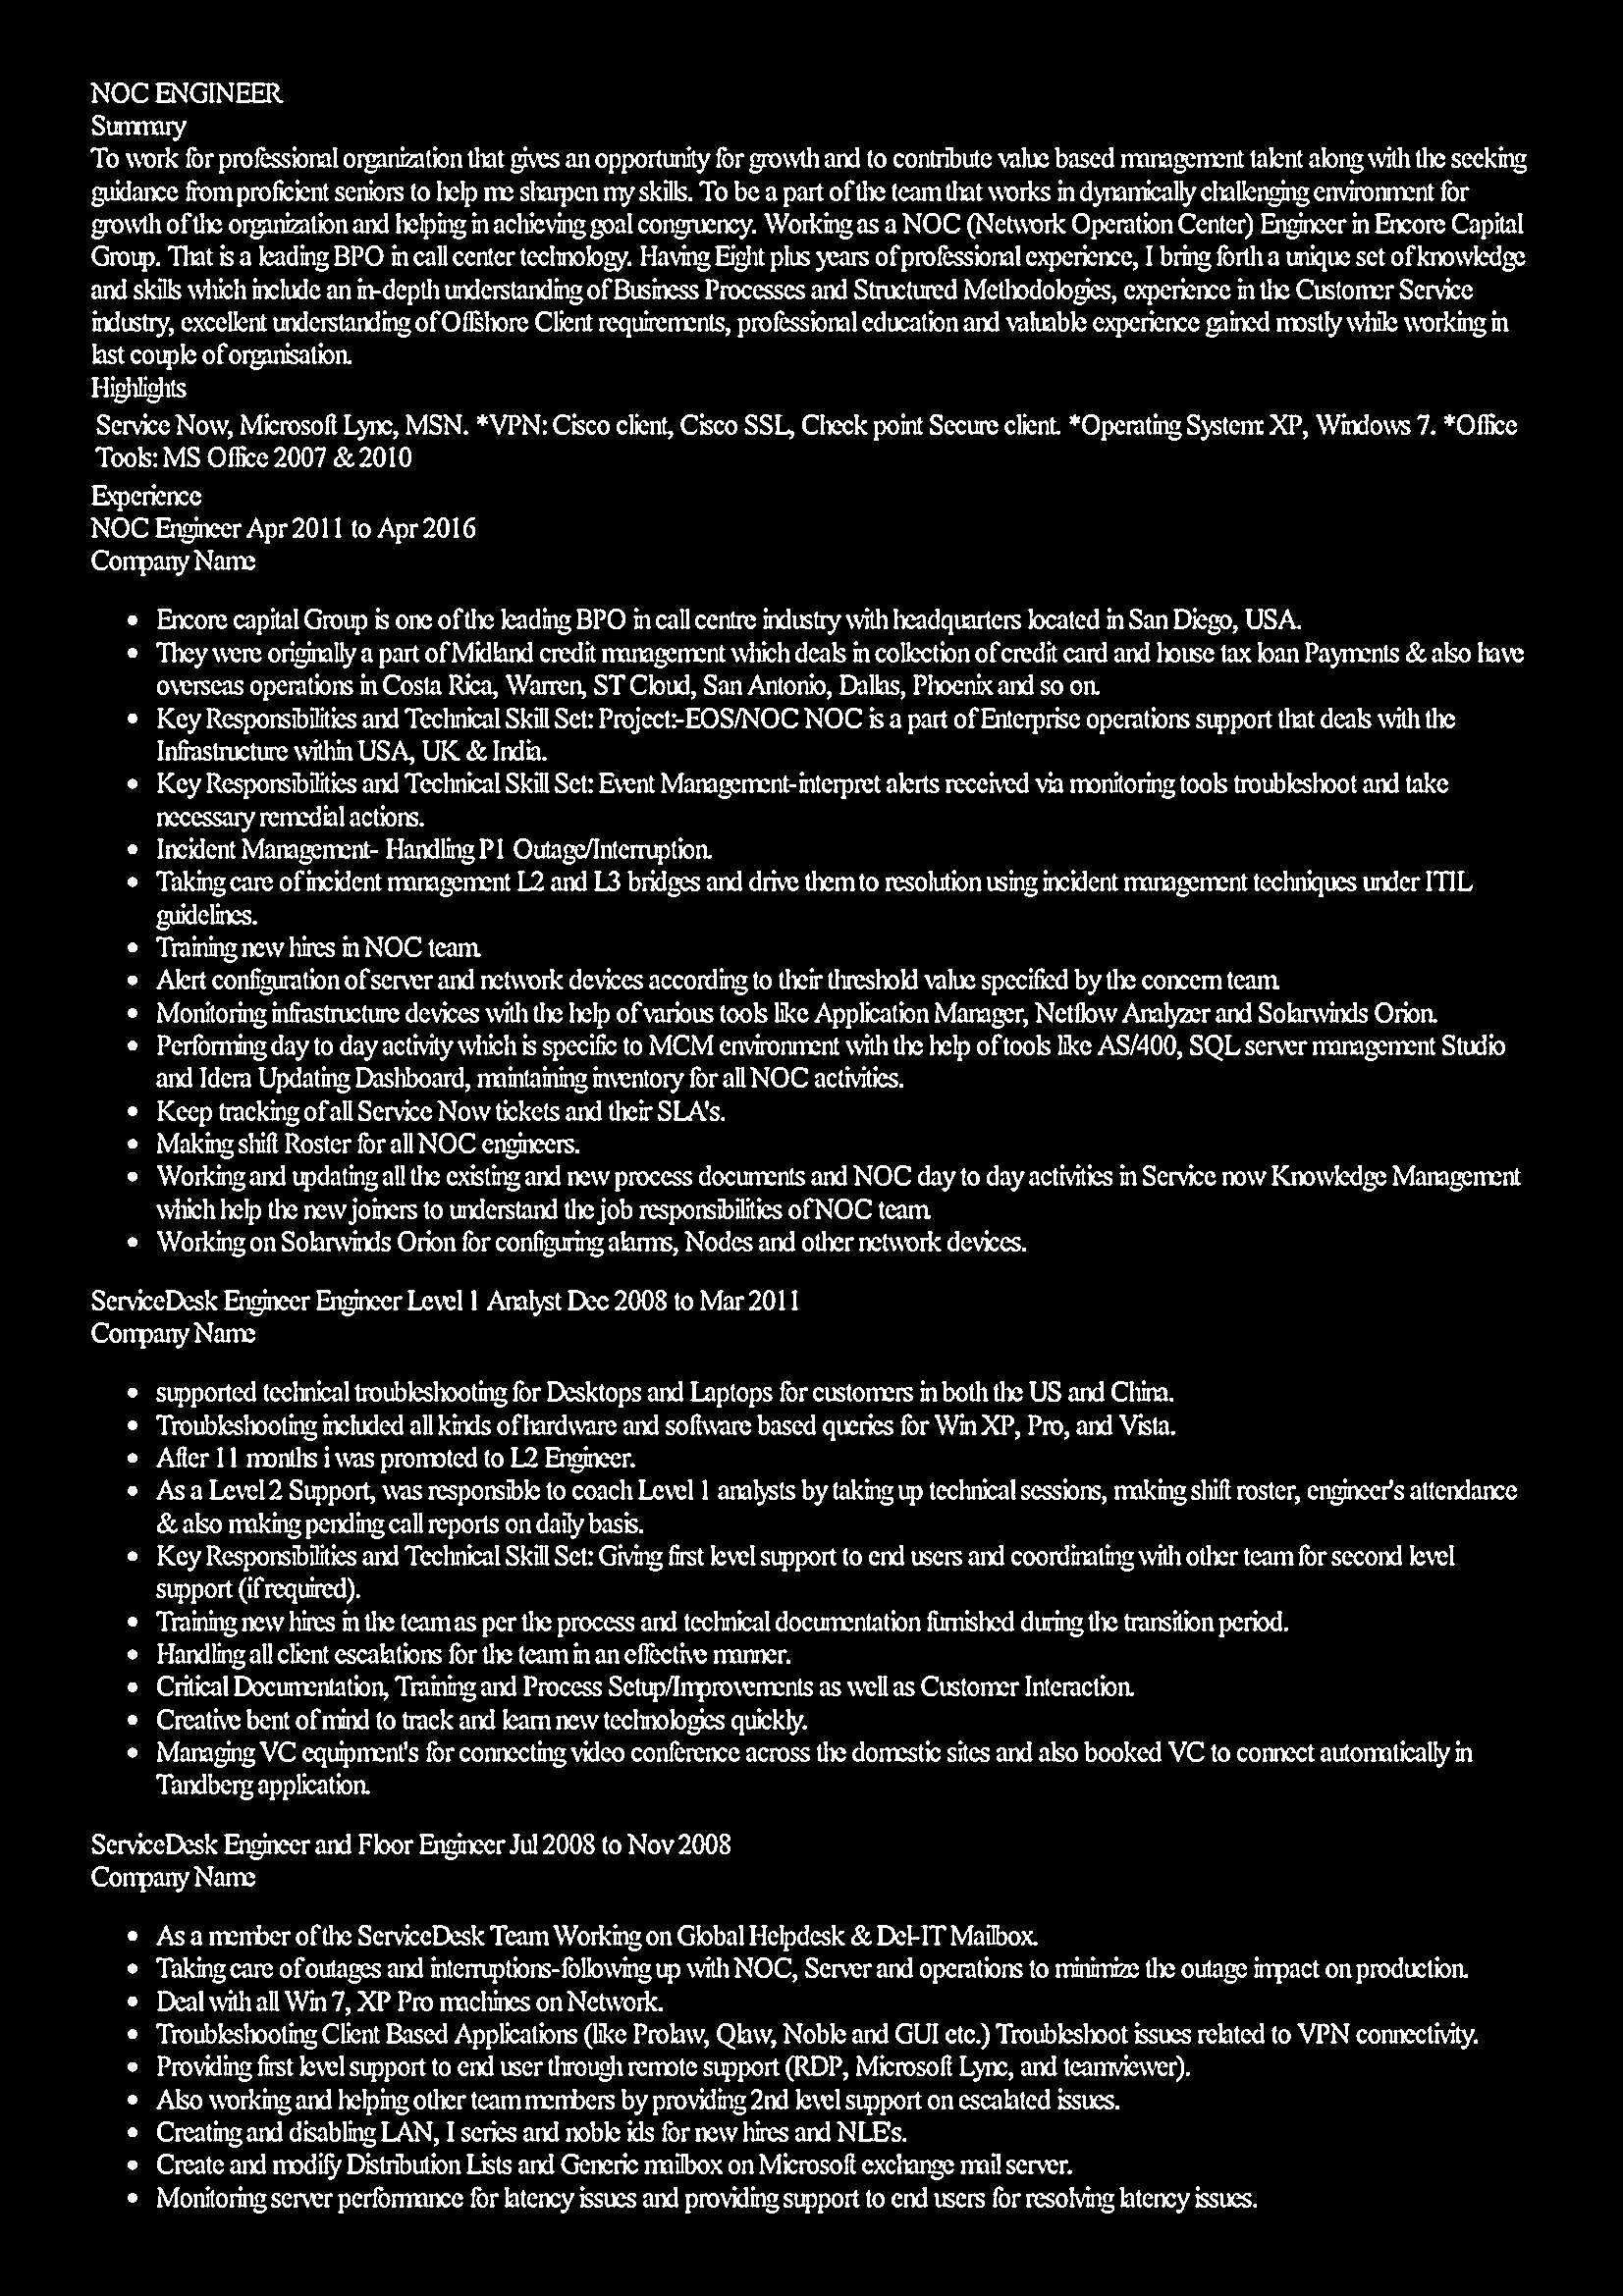 NOC ENGINEER
Summary
To work for professional organization that gives an opportunity for growth and to contribute value based management talent along with the seeking
guidance from proficient seniors to help me sharpen my skills. To be a part of the team that works in dynamically challenging environment for
growth of the organization and helping in achieving goal congruency. Working as a NOC (Network Operation Center) Engineer in Encore Capital
Group. That is a leading BPO in call center technology. Having Eight plus years of professional experience, I bring forth a unique set of knowledge
and skills which include an in-depth understanding of Business Processes and Structured Methodologies, experience in the Customer Service
industry, excellent understanding of Offshore Client requirements, professional education and valuable experience gained mostly while working in
last couple of organisation.
Highlights
Service Now, Microsoft Lync, MSN. *VPN: Cisco client, Cisco SSL, Check point Secure client. *Operating System: XP, Windows 7. *Office
Tools: MS Office 2007 & 2010
Experience
NOC Engineer Apr 2011 to Apr 2016
Company Name
• Encore capital Group is one of the leading BPO in call centre industry with headquarters located in San Diego, USA.
• They were originally a part of Midland credit management which deals in collection of credit card and house tax loan Payments & also have
overseas operations in Costa Rica, Warren, ST Cloud, San Antonio, Dallas, Phoenix and so on.
• Key Responsibilities and Technical Skill Set: Project:-EOS/NOC NOC is a part of Enterprise operations support that deals with the
Infrastructure within USA, UK & India.
• Key Responsibilities and Technical Skill Set: Event Management-interpret alerts received via monitoring tools troubleshoot and take
necessary remedial actions.
• Incident Management- Handling P1 Outage/Interruption.
• Taking care of incident management L2 and L3 bridges and drive them to resolution using incident management techniques under ITIL
guidelines.
• Training new hires in NOC team.
• Alert configuration of server and network devices according to their threshold value specified by the concern team.
• Monitoring infrastructure devices with the help of various tools like Application Manager, Netflow Analyzer and Solarwinds Orion.
• Performing day to day activity which is specific to MCM environment with the help of tools like AS/400, SQL server management Studio
and Idera Updating Dashboard, maintaining inventory for all NOC activities.
• Keep tracking of all Service Now tickets and their SLA's.
• Making shift Roster for all NOC engineers.
• Working and updating all the existing and new process documents and NOC day to day activities in Service now Knowledge Management
which help the new joiners to understand the job responsibilities of NOC team.
• Working on Solarwinds Orion for configuring alarms, Nodes and other network devices.
ServiceDesk Engineer Engineer Level 1 Analyst Dec 2008 to Mar 2011
Company Name
• supported technical troubleshooting for Desktops and Laptops for customers in both the US and China.
• Troubleshooting included all kinds of hardware and software based queries for Win XP, Pro, and Vista.
• After 11 months i was promoted to L2 Engineer.
• As a Level 2 Support, was responsible to coach Level 1 analysts by taking up technical sessions, making shift roster, engineer's attendance
& also making pending call reports on daily basis.
• Key Responsibilities and Technical Skill Set: Giving first level support to end users and coordinating with other team for second level
support (if required).
• Training new hires in the team as per the process and technical documentation furnished during the transition period.
• Handling all client escalations for the team in an effective manner.
• Critical Documentation, Training and Process Setup/Improvements as well as Customer Interaction.
• Creative bent of mind to track and learn new technologies quickly.
• Managing VC equipment's for connecting video conference across the domestic sites and also booked VC to connect automatically in
Tandberg application.
ServiceDesk Engineer and Floor Engineer Jul 2008 to Nov 2008
Company Name
• As a member of the ServiceDesk Team Working on Global Helpdesk & Del-IT Mailbox.
• Taking care of outages and interruptions-following up with NOC, Server and operations to minimize the outage impact on production.
• Deal with all Win 7, XP Pro machines on Network.
• Troubleshooting Client Based Applications (like Prolaw, Qlaw, Noble and GUI etc.) Troubleshoot issues related to VPN connectivity.
• Providing first level support to end user through remote support (RDP, Microsoft Lync, and teamviewer).
• Also working and helping other team members by providing 2nd level support on escalated issues.
• Creating and disabling LAN, I series and noble ids for new hires and NLE's.
• Create and modify Distribution Lists and Generic mailbox on Microsoft exchange mail server.
• Monitoring server performance for latency issues and providing support to end users for resolving latency issues.